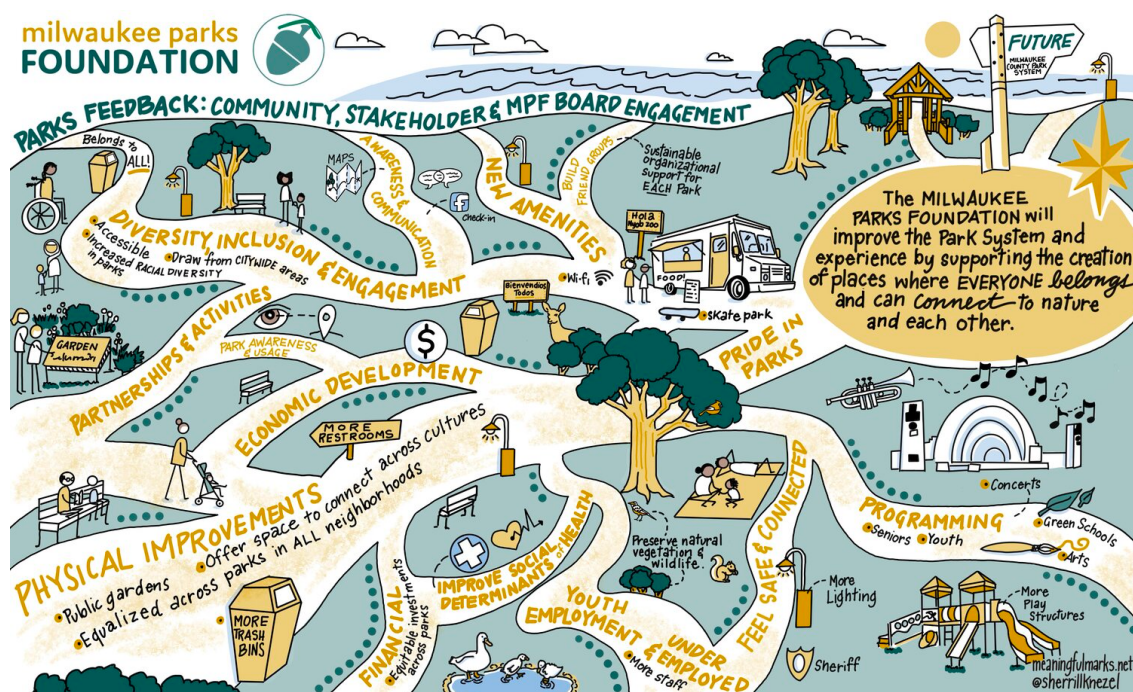 milwaukee parks
FOUNDATION
PARKS FEEDBACK: COMMUNITY, STAKEHOLDER & MPF BOARD ENGAGEMENT
FUTURE
MILWAUKEE
COUNTY PARK
SYSTEM
Belongs to
ALL!
DIVERSITY, INCLUSION & ENGAGEMENT
• Accessible
• Increased RACIAL DIVERSITY
in parks
• Draw from CITYWIDE areas
MAPS
AWARENESS &
COMMUNICATION
check-in
NEW AMENITIES
• Wi-fi
BUILD
FRIEND GROUPS
Sustainable
organizational
support for
EACH Park
Hola
FOOD!
• Skate park
The MILWAUKEE
PARKS FOUNDATION will
improve the Park System and
experience by supporting the creation
of places where EVERYONE belongs
and can connect to nature
and each other.
Bienvenidos
Todos
GARDEN
PARTNERSHIPS & ACTIVITIES
PARK AWARENESS
& USAGE
$
ECONOMIC DEVELOPMENT
PRIDE IN
PARKS
MORE
RESTROOMS
PHYSICAL IMPROVEMENTS
• Public gardens
• Offer space to connect across cultures
• Equalized across parks in ALL neighborhoods
• MORE
TRASH
BINS
FINANCIAL
• Equitable investments
across parks
IMPROVE SOCIAL
DETERMINANTS of HEALTH
Preserve natural
vegetation &
wildlife
YOUTH
EMPLOYMENT & UNDER
EMPLOYED
• More staff
FEEL SAFE & CONNECTED
More
Lighting
Sheriff
PROGRAMMING
• Concerts
• Seniors • Youth
• Green Schools
• Arts
• More
Play
Structures
meaningfulmarks.net
@sherrillknezel